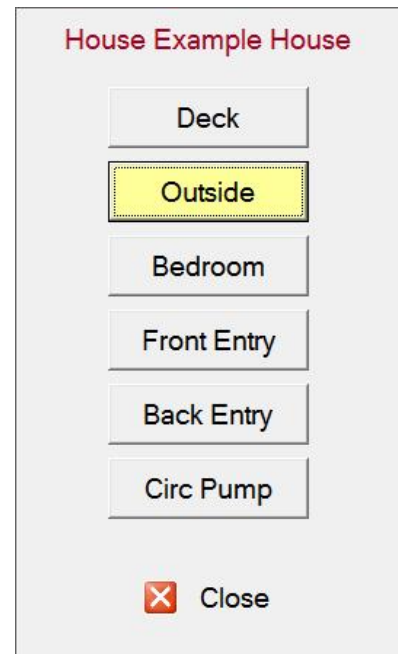 House Example House
Deck
Outside
Bedroom
Front Entry
Back Entry
Circ Pump
Close